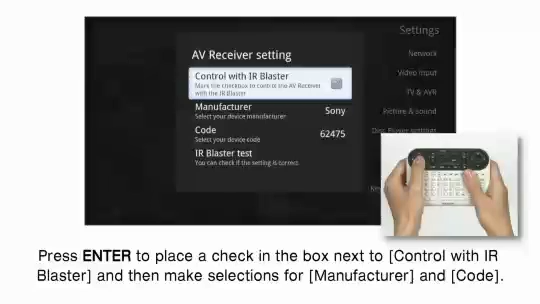 Settings
AV Receiver setting
Network
Control with IR Blaster
Mark the checkbox to control the AV Receiver
with the IR Blaster
Video input
TV & AVR
Manufacturer
Select your device manufacturer
Sony
Picture & sound
Code
Select your device code
62475
Disc Player settings
IR Blaster test
You can check if the setting is correct.
Press ENTER to place a check in the box next to [Control with IR
Blaster] and then make selections for [Manufacturer] and [Code].